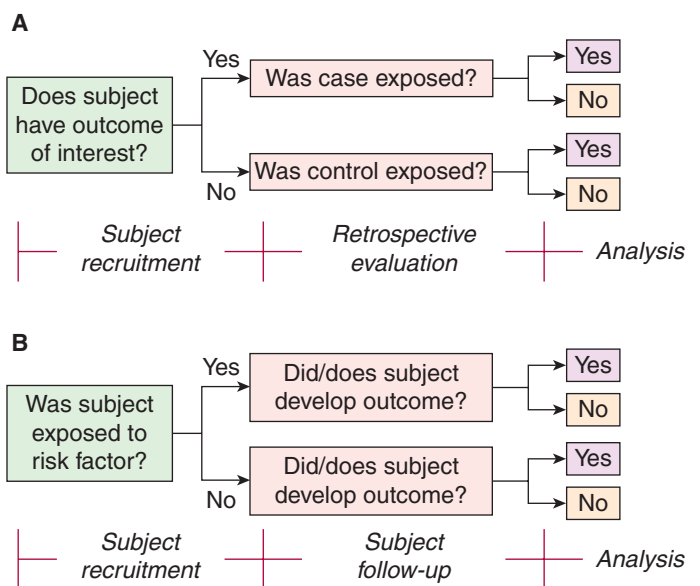 A
Does subject
have outcome
of interest?
Yes
No
Was case exposed?
Was control exposed?
Yes
No
Yes
No
Subject
recruitment
Retrospective
evaluation
Analysis
B
Was subject
exposed to
risk factor?
Yes
No
Did/does subject
develop outcome?
Did/does subject
develop outcome?
Yes
No
Yes
No
Subject
recruitment
Subject
follow-up
Analysis